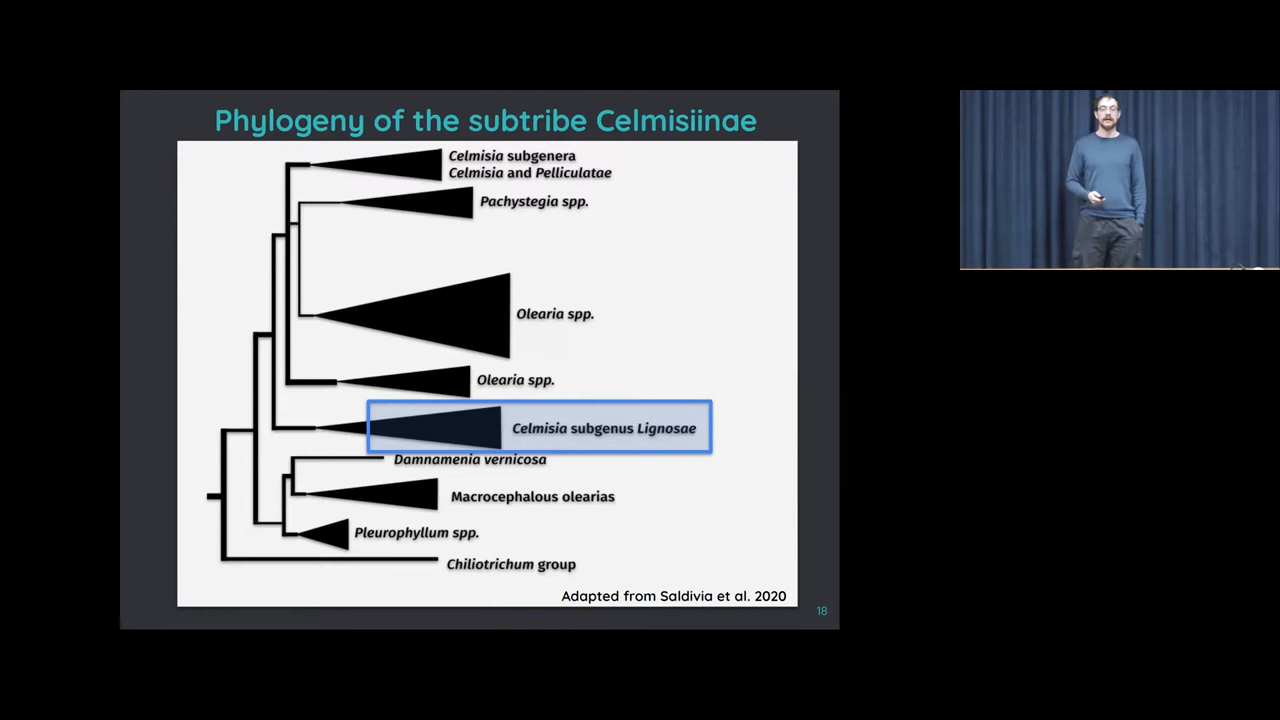 Phylogeny of the subtribe Celmisiinae
Celmisia subgenera
Celmisia and Pelliculatae
Pachystegia spp.
Olearia spp.
Olearia spp.
Celmisia subgenus Lignosae
Damnamenia vernicosa
Macrocephalous olearias
Pleurophyllum spp.
Chiliotrichum group
Adapted from Saldivia et al. 2020
18